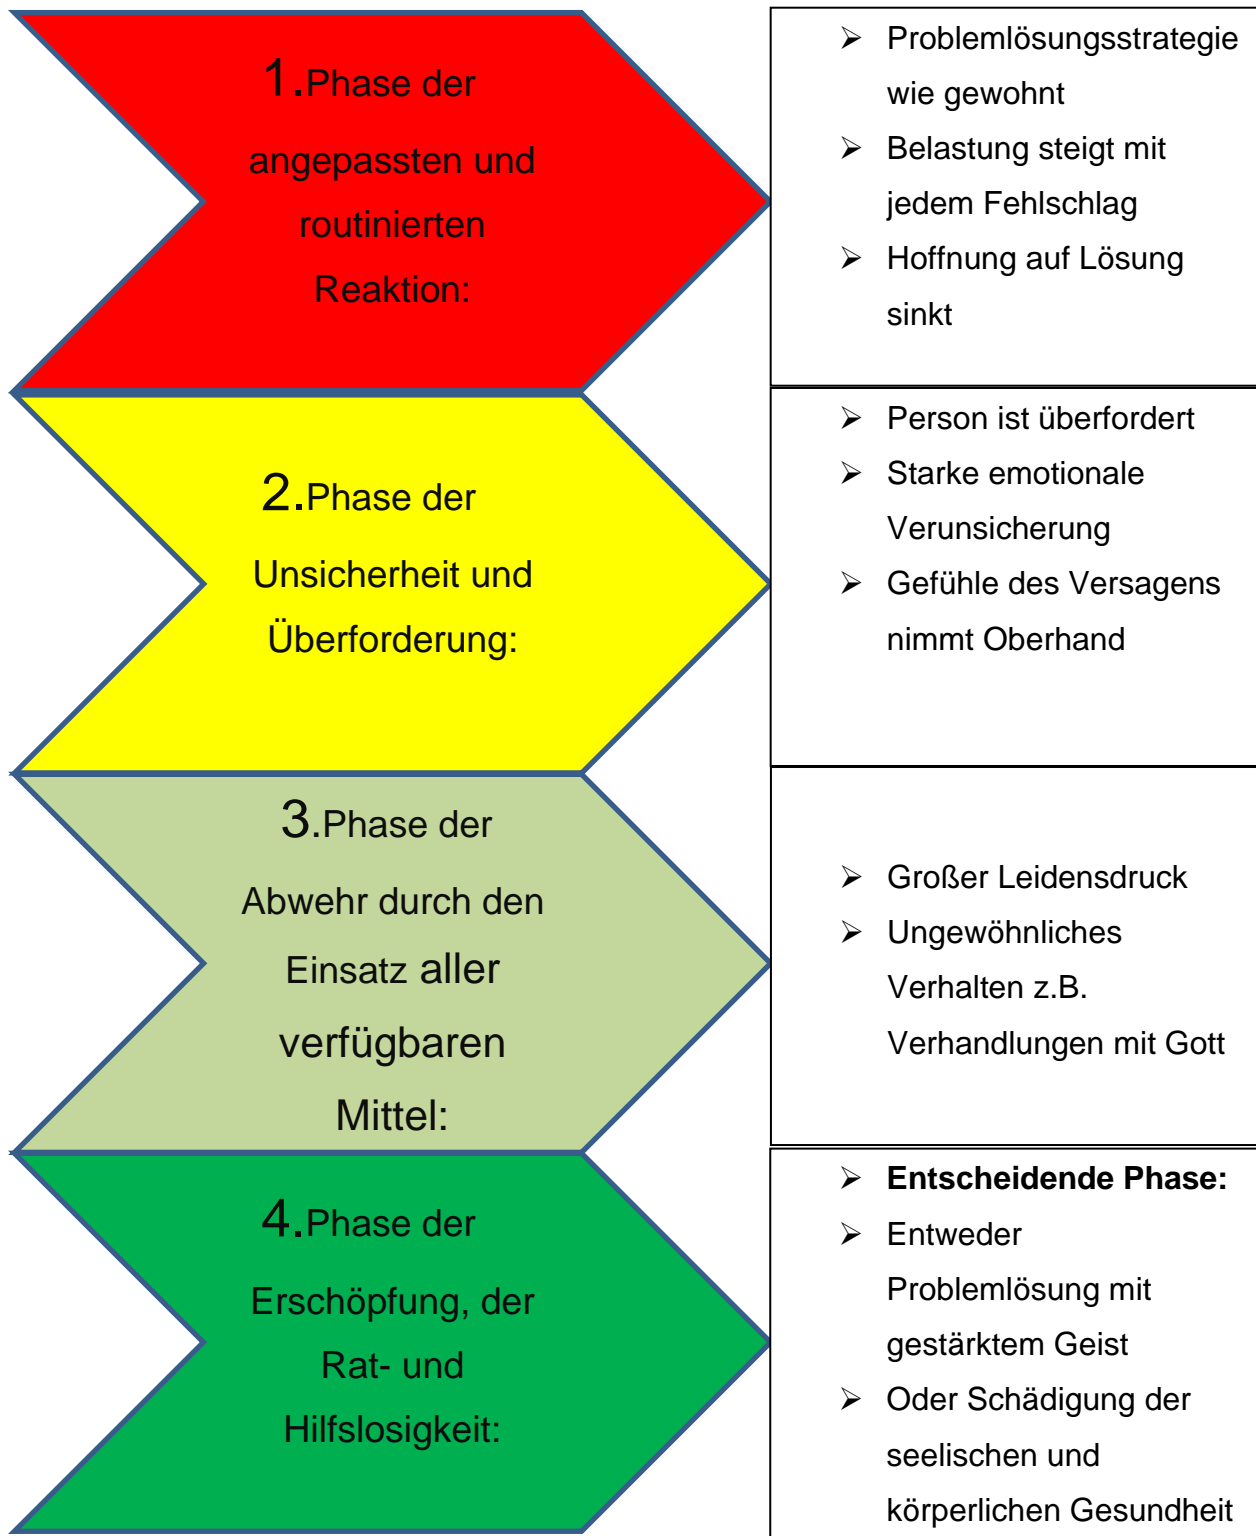 1.Phase der
angepassten und
routinierten
Reaktion:
➢ Problemlösungsstrategie
wie gewohnt
➢ Belastung steigt mit
jedem Fehlschlag
➢ Hoffnung auf Lösung
sinkt
2.Phase der
Unsicherheit und
Überforderung:
➢ Person ist überfordert
➢ Starke emotionale
Verunsicherung
➢ Gefühle des Versagens
nimmt Oberhand
3.Phase der
Abwehr durch den
Einsatz aller
verfügbaren
Mittel:
➢ Großer Leidensdruck
➢ Ungewöhnliches
Verhalten z.B.
Verhandlungen mit Gott
4.Phase der
Erschöpfung, der
Rat- und
Hilfslosigkeit:
➢ Entscheidende Phase:
➢ Entweder
Problemlösung mit
gestärktem Geist
➢ Oder Schädigung der
seelischen und
körperlichen Gesundheit